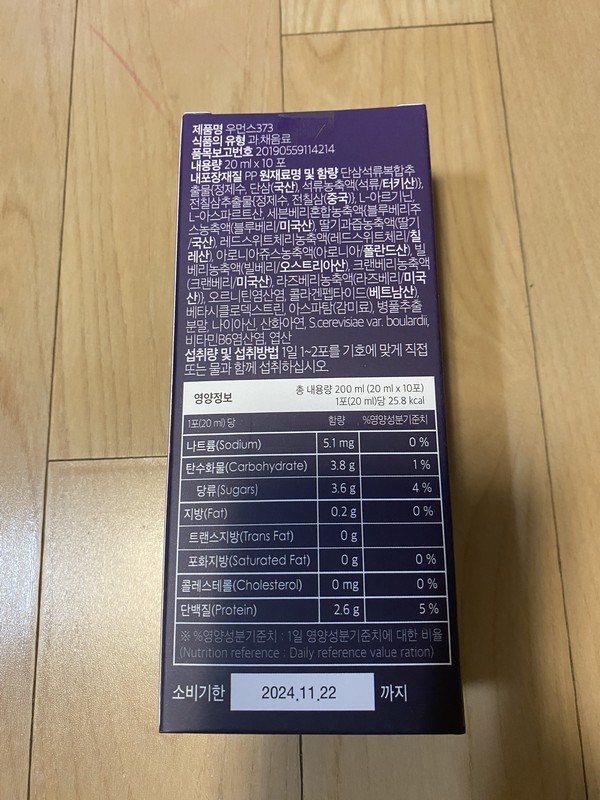 제품명 우먼스373
식품의 유형 과·채음료
품목보고번호 20190559114214
내용량 20 ml x 10 포
내포장재질 PP 원재료명 및 함량 단삼석류복합추
출물{정제수, 단삼(국산), 석류농축액(석류/터키산)},
전칠삼추출물{정제수, 전칠삼(중국)}, L-아르기닌,
L-아스파르트산, 세븐베리혼합농축액{블루베리주
스농축액(블루베리/미국산), 딸기과즙농축액(딸기
/국산), 레드스위트체리농축액(레드스위트체리/칠
레산), 아로니아쥬스농축액(아로니아/폴란드산), 빌
베리농축액(빌베리/오스트리아산), 크랜베리농축액
(크랜베리/미국산), 라즈베리농축액(라즈베리/미국
산)}, 오르니틴염산염, 콜라겐펩타이드(베트남산),
베타시클로덱스트린, 아스파탐(감미료), 병풀추출
분말, 나이아신, 산화아연, S.cerevisiae var. boulardii,
비타민B6염산염, 엽산
섭취량 및 섭취방법 1일 1~2포를 기호에 맞게 직접
또는 물과 함께 섭취하십시오.
영양정보 총 내용량 200 ml (20 ml x 10포)
1포(20 ml)당 25.8 kcal
1포(20 ml) 당 함량 %영양성분기준치
나트륨(Sodium) 5.1 mg 0 %
탄수화물(Carbohydrate) 3.8 g 1 %
당류(Sugars) 3.6 g 4 %
지방(Fat) 0.2 g 0 %
트랜스지방(Trans Fat) 0 g
포화지방(Saturated Fat) 0 g 0 %
콜레스테롤(Cholesterol) 0 mg 0 %
단백질(Protein) 2.6 g 5 %
※ %영양성분기준치 : 1일 영양성분기준치에 대한 비율
(Nutrition reference : Daily reference value ration)
소비기한 2024.11.22 까지